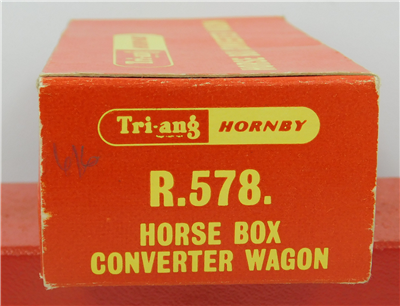 Tri-ang HORNBY
R.578.
HORSE BOX
CONVERTER WAGON